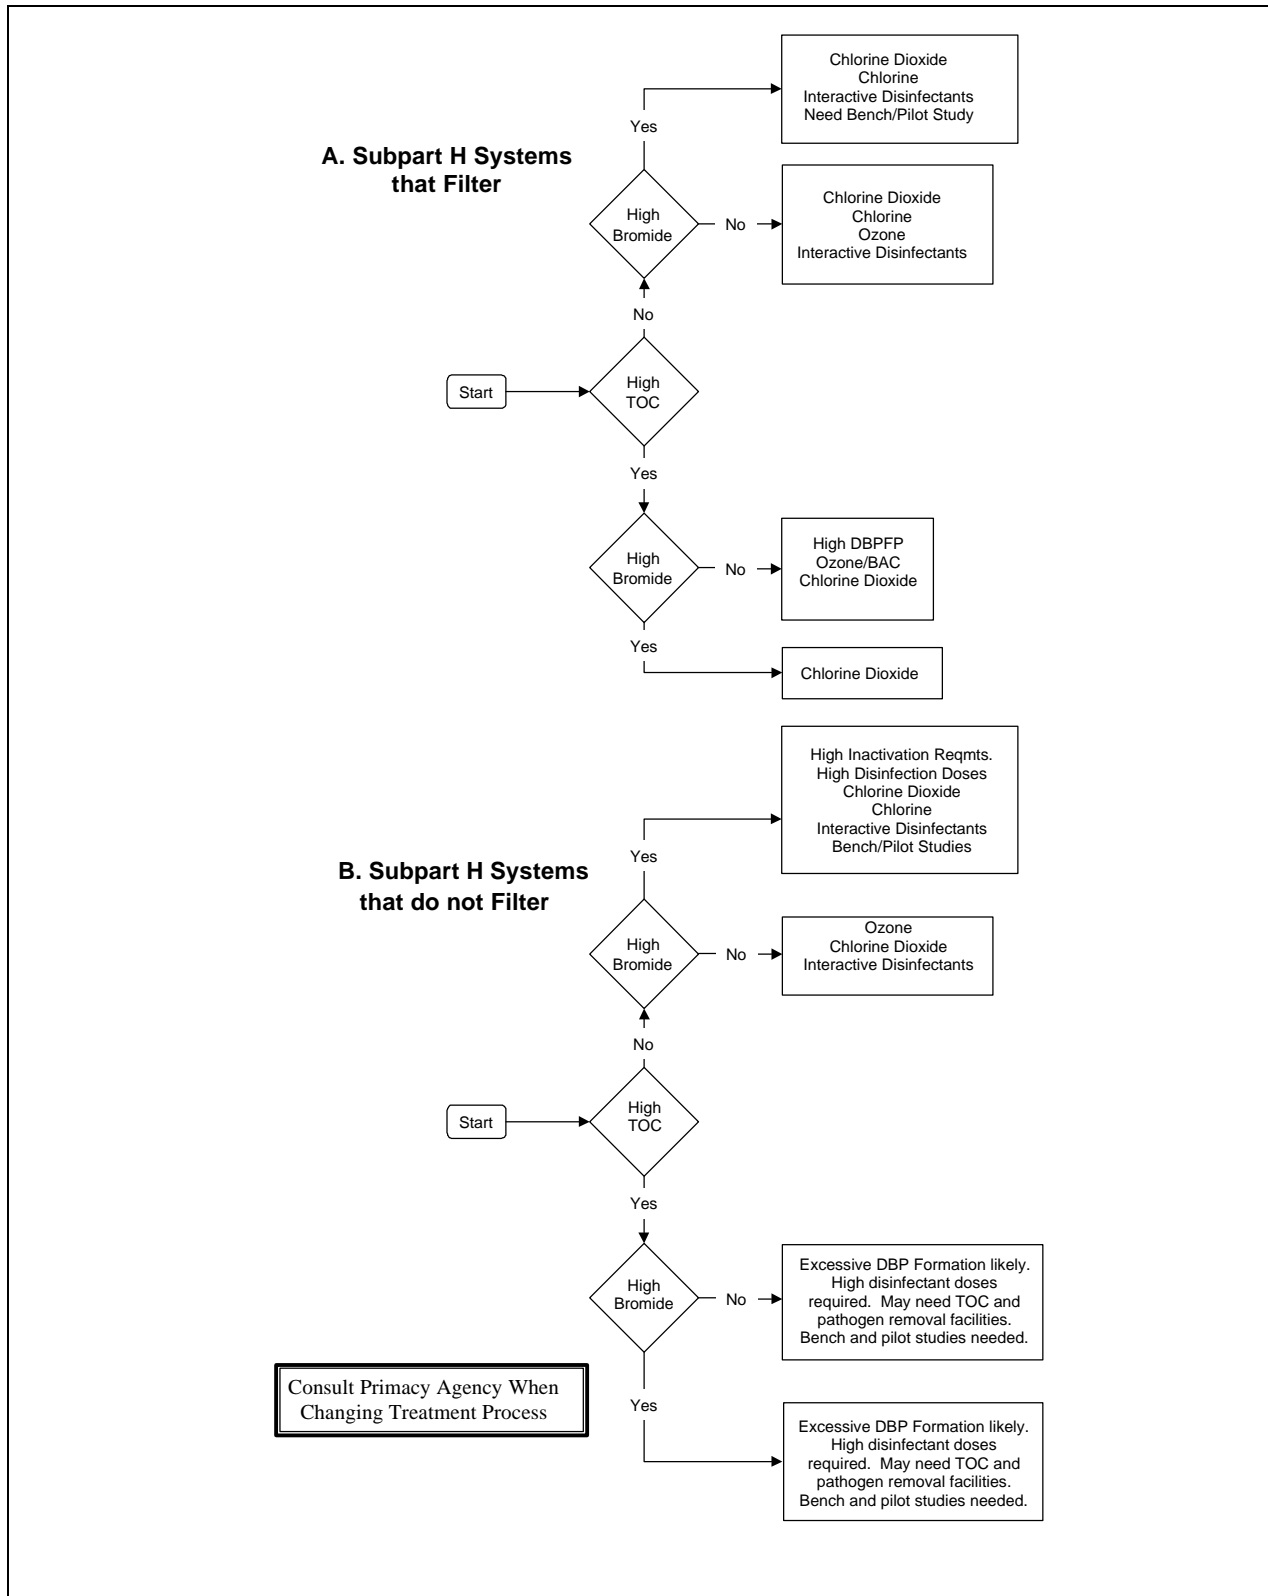 Chlorine Dioxide
Chlorine
Interactive Disinfectants
Need Bench/Pilot Study
Yes
A. Subpart H Systems
that Filter
High
Bromide
No
Chlorine Dioxide
Chlorine
Ozone
Interactive Disinfectants
No
Start
High
TOC
Yes
High
Bromide
No
High DBPFP
Ozone/BAC
Chlorine Dioxide
Yes
Chlorine Dioxide
High Inactivation Reqmts.
High Disinfection Doses
Chlorine Dioxide
Chlorine
Interactive Disinfectants
Bench/Pilot Studies
Yes
B. Subpart H Systems
that do not Filter
High
Bromide
No
Ozone
Chlorine Dioxide
Interactive Disinfectants
No
Start
High
TOC
Yes
High
Bromide
No
Excessive DBP Formation likely.
High disinfectant doses
required.  May need TOC and
pathogen removal facilities.
Bench and pilot studies needed.
Consult Primacy Agency When
Changing Treatment Process
Yes
Excessive DBP Formation likely.
High disinfectant doses
required.  May need TOC and
pathogen removal facilities.
Bench and pilot studies needed.